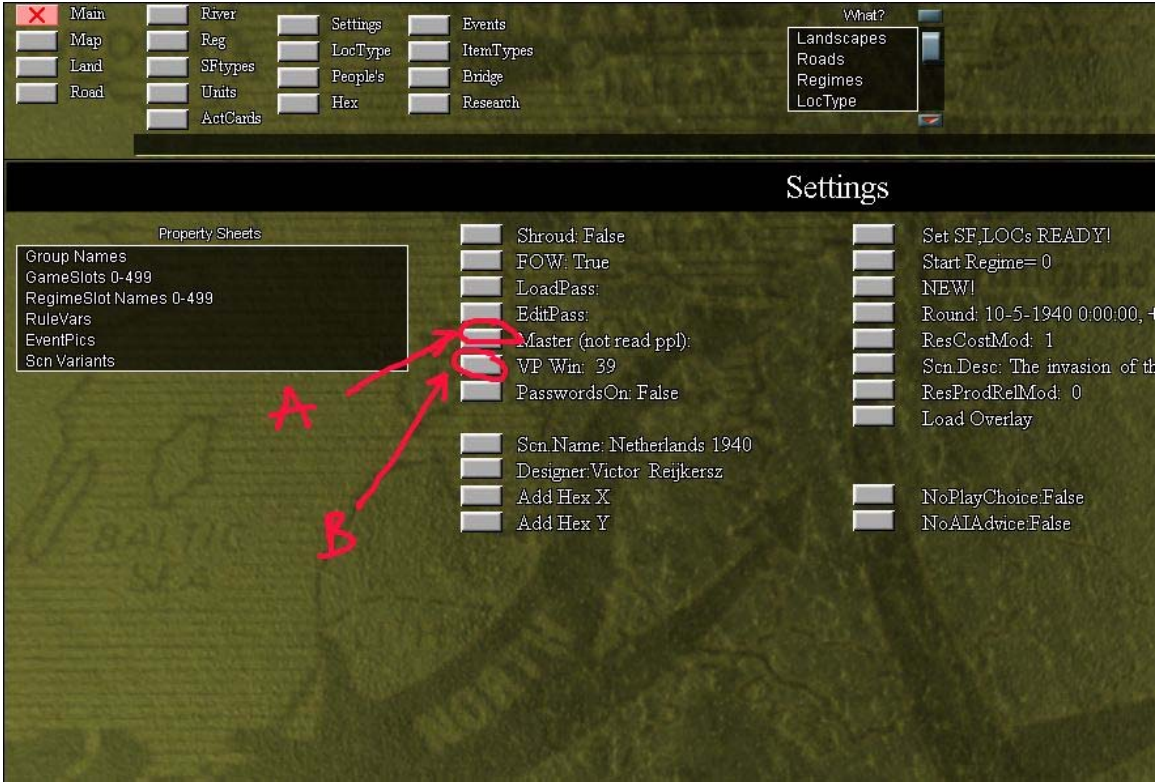 Main
Map
Land
Road
River
Reg
SFtypes
Units
ActCards
Settings
LocType
People's
Hex
Events
ItemTypes
Bridge
Research
What?
Landscapes
Roads
Regimes
LocType
Settings
Property Sheets
Group Names
GameSlots 0-499
RegimeSlot Names 0-499
RuleVars
EventPics
Scn Variants
Shroud: False
FOW: True
LoadPass:
EditPass:
Master (not read ppl):
VP Win: 39
PasswordsOn: False
Scn.Name: Netherlands 1940
Designer:Victor Reijkersz
Add Hex X
Add Hex Y
Set SF,LOCs READY!
Start Regime= 0
NEW!
Round: 10-5-1940 0:00:00, +
ResCostMod: 1
Scn.Desc: The invasion of th
ResProdRelMod: 0
Load Overlay
NoPlayChoice:False
NoAIAdvice:False
A
B